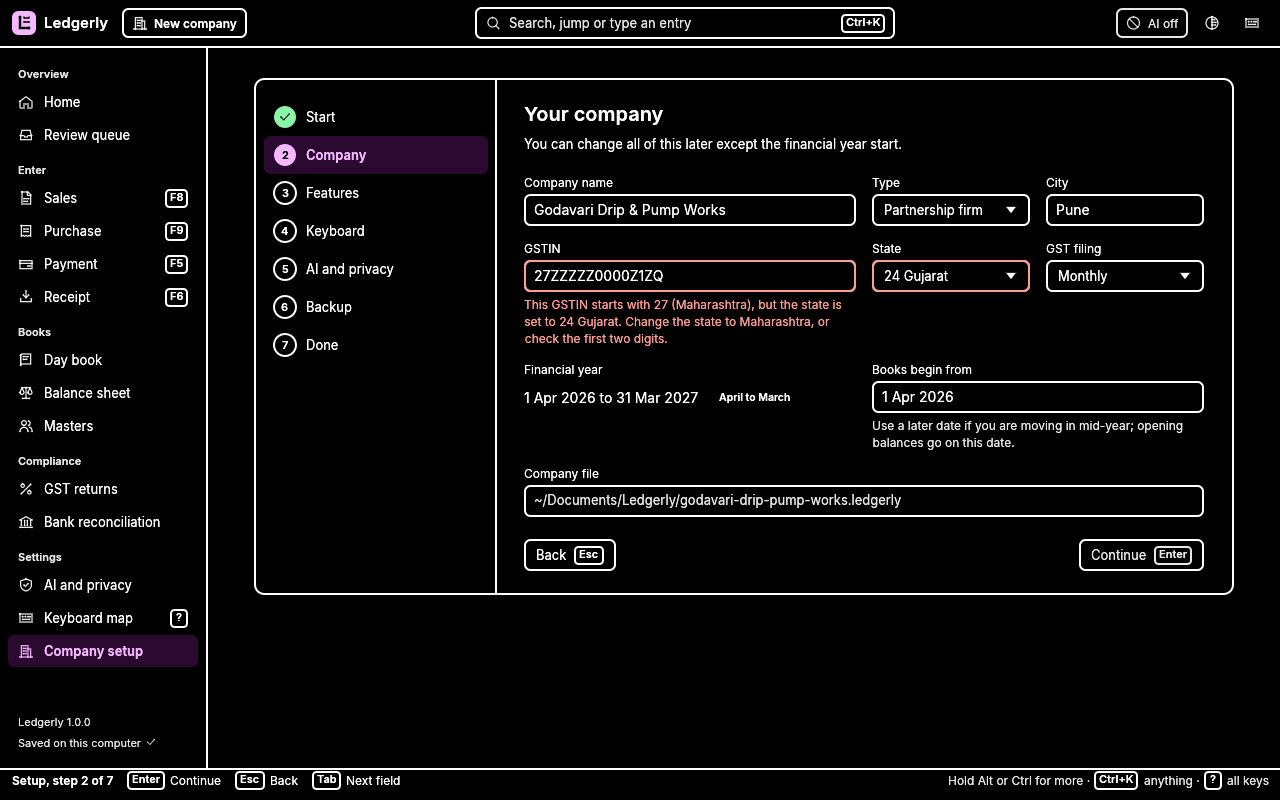 Ledgerly
New company
Search, jump or type an entry
Ctrl+K
AI off
Overview
Home
Review queue
Enter
Sales F8
Purchase F9
Payment F5
Receipt F6
Books
Day book
Balance sheet
Masters
Compliance
GST returns
Bank reconciliation
Settings
AI and privacy
Keyboard map ?
Company setup
Ledgerly 1.0.0
Saved on this computer
Start
2 Company
3 Features
4 Keyboard
5 AI and privacy
6 Backup
7 Done
Your company
You can change all of this later except the financial year start.
Company name
Godavari Drip & Pump Works
Type
Partnership firm
City
Pune
GSTIN
27ZZZZZ0000Z1ZQ
This GSTIN starts with 27 (Maharashtra), but the state is
set to 24 Gujarat. Change the state to Maharashtra, or
check the first two digits.
State
24 Gujarat
GST filing
Monthly
Financial year
1 Apr 2026 to 31 Mar 2027 April to March
Books begin from
1 Apr 2026
Use a later date if you are moving in mid-year; opening
balances go on this date.
Company file
~/Documents/Ledgerly/godavari-drip-pump-works.ledgerly
Back Esc
Continue Enter
Setup, step 2 of 7 Enter Continue Esc Back Tab Next field
Hold Alt or Ctrl for more · Ctrl+K anything · ? all keys